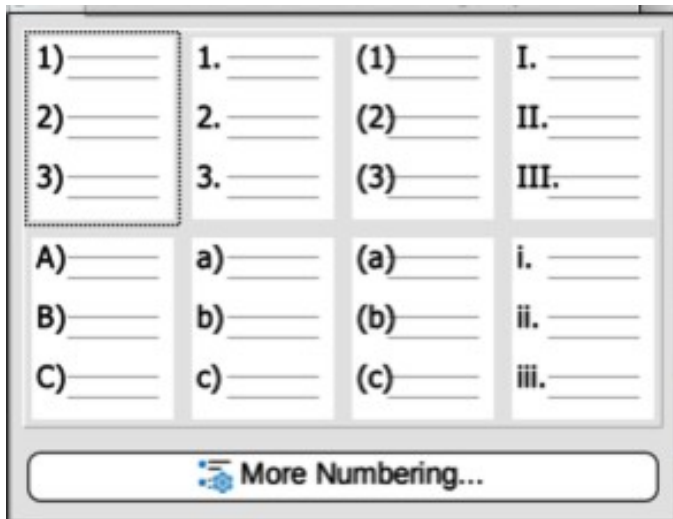 1) 1. (1) I.
2) 2. (2) II.
3) 3. (3) III.
A) a) (a) i.
B) b) (b) ii.
C) c) (c) iii.
More Numbering...